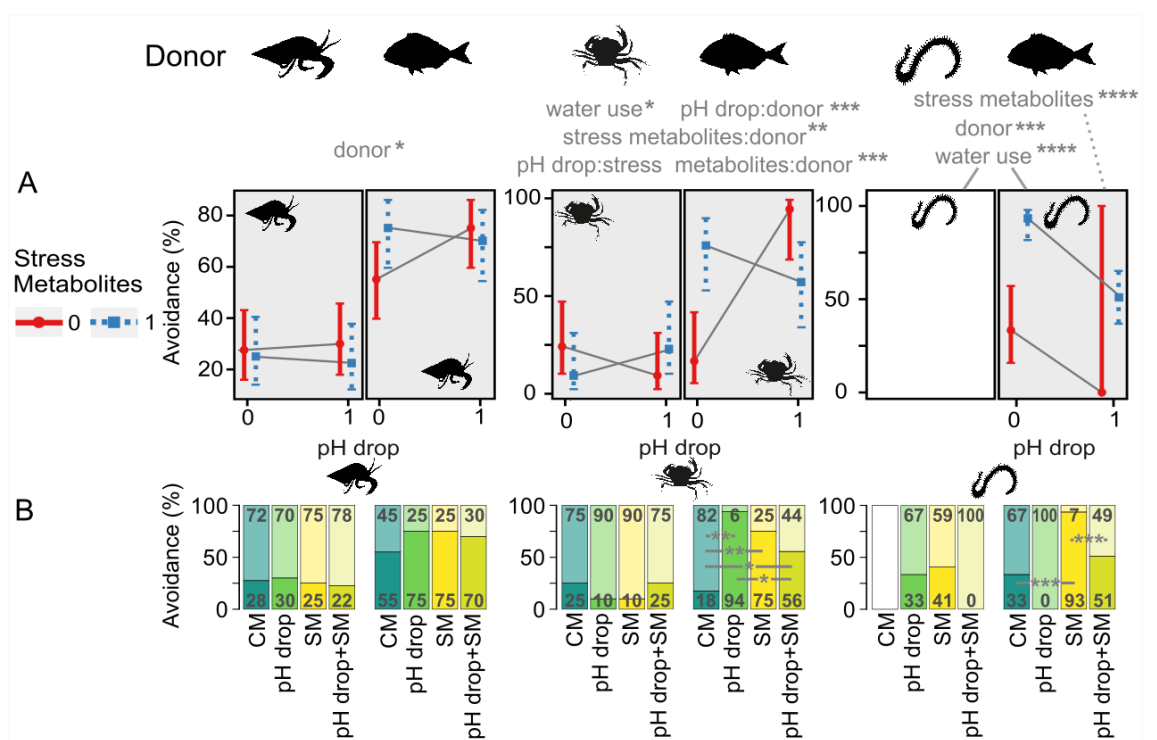 Donor
water use* pH drop:donor ***
stress metabolites:donor**
pH drop:stress metabolites:donor ***
stress metabolites****
donor***
water use ****
donor*
A
Stress
Metabolites
0 1
Avoidance (%)
80
60
40
20
0 1 0 1
pH drop
100
50
0
0 1 0 1
pH drop
100
50
0
0 1
pH drop
B
Avoidance (%)
100
50
0
72 70 75 78
28 30 25 22
CM pH drop SM pH drop+SM
45 25 25 30
55 75 75 70
CM pH drop SM pH drop+SM
100
50
0
75 90 90 75
25 10 10 25
CM pH drop SM pH drop+SM
82 6 25 44
**
**
*
*
18 94 75 56
CM pH drop SM pH drop+SM
100
50
0
67 59 100
33 41 0
CM pH drop SM pH drop+SM
67 100 7 49
***
***
33 0 93 51
CM pH drop SM pH drop+SM